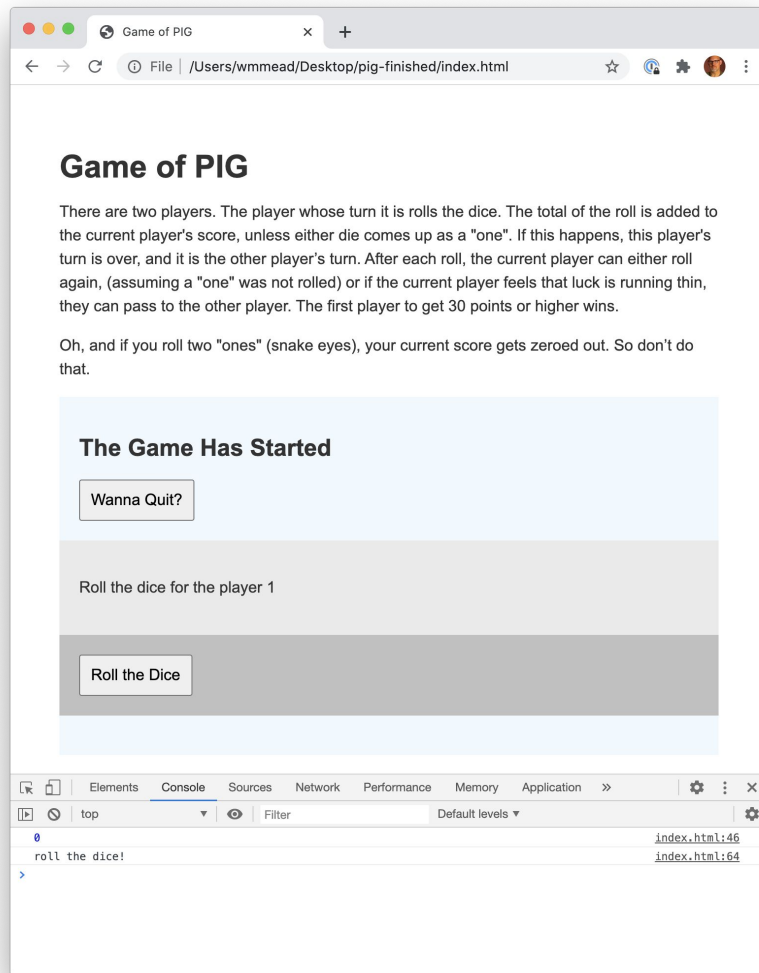 Game of PIG
File | /Users/wmmead/Desktop/pig-finished/index.html
Game of PIG
There are two players. The player whose turn it is rolls the dice. The total of the roll is added to
the current player's score, unless either die comes up as a "one". If this happens, this player's
turn is over, and it is the other player's turn. After each roll, the current player can either roll
again, (assuming a "one" was not rolled) or if the current player feels that luck is running thin,
they can pass to the other player. The first player to get 30 points or higher wins.
Oh, and if you roll two "ones" (snake eyes), your current score gets zeroed out. So don’t do
that.
The Game Has Started
Wanna Quit?
Roll the dice for the player 1
Roll the Dice
Elements Console Sources Network Performance Memory Application »
top Filter Default levels ▼
0 index.html:46
roll the dice! index.html:64
>